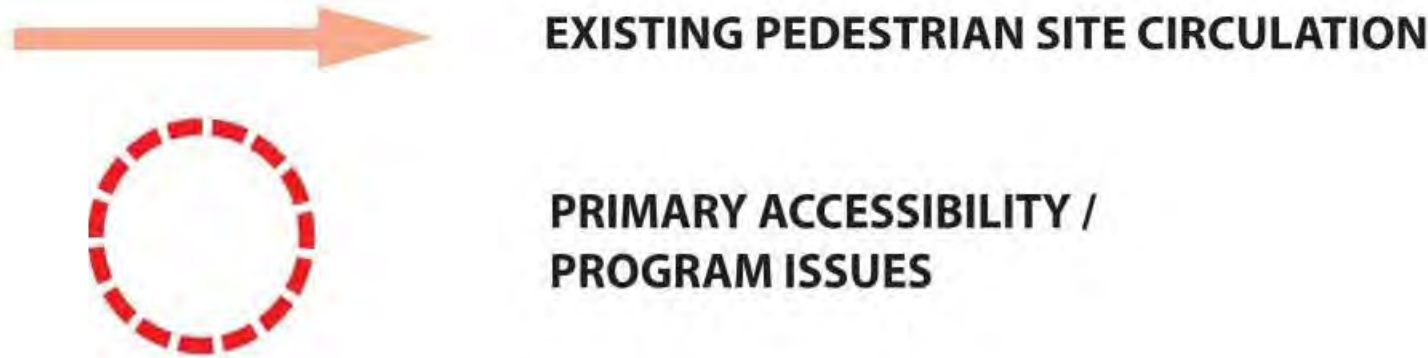 EXISTING PEDESTRIAN SITE CIRCULATION
PRIMARY ACCESSIBILITY /
PROGRAM ISSUES